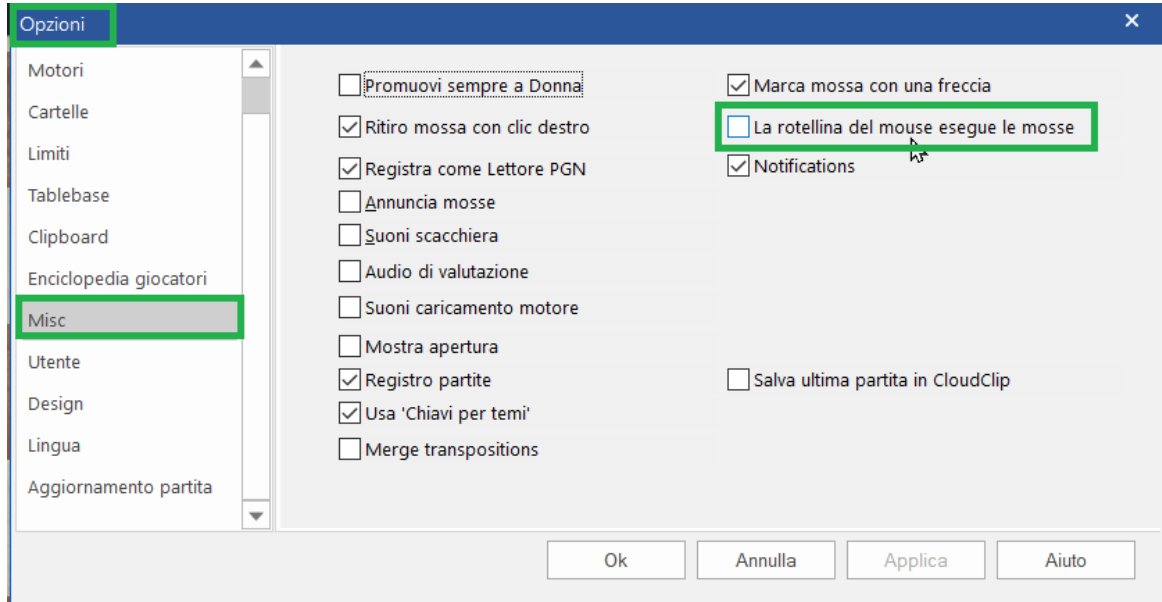 Opzioni
Motori
Cartelle
Limiti
Tablebase
Clipboard
Enciclopedia giocatori
Misc
Utente
Design
Lingua
Aggiornamento partita
Promuovi sempre a Donna
Ritiro mossa con clic destro
Registra come Lettore PGN
Annuncia mosse
Suoni scacchiera
Audio di valutazione
Suoni caricamento motore
Mostra apertura
Registro partite
Usa 'Chiavi per temi'
Merge transpositions
Marca mossa con una freccia
La rotellina del mouse esegue le mosse
Notifications
Salva ultima partita in CloudClip
Ok
Annulla
Applica
Aiuto